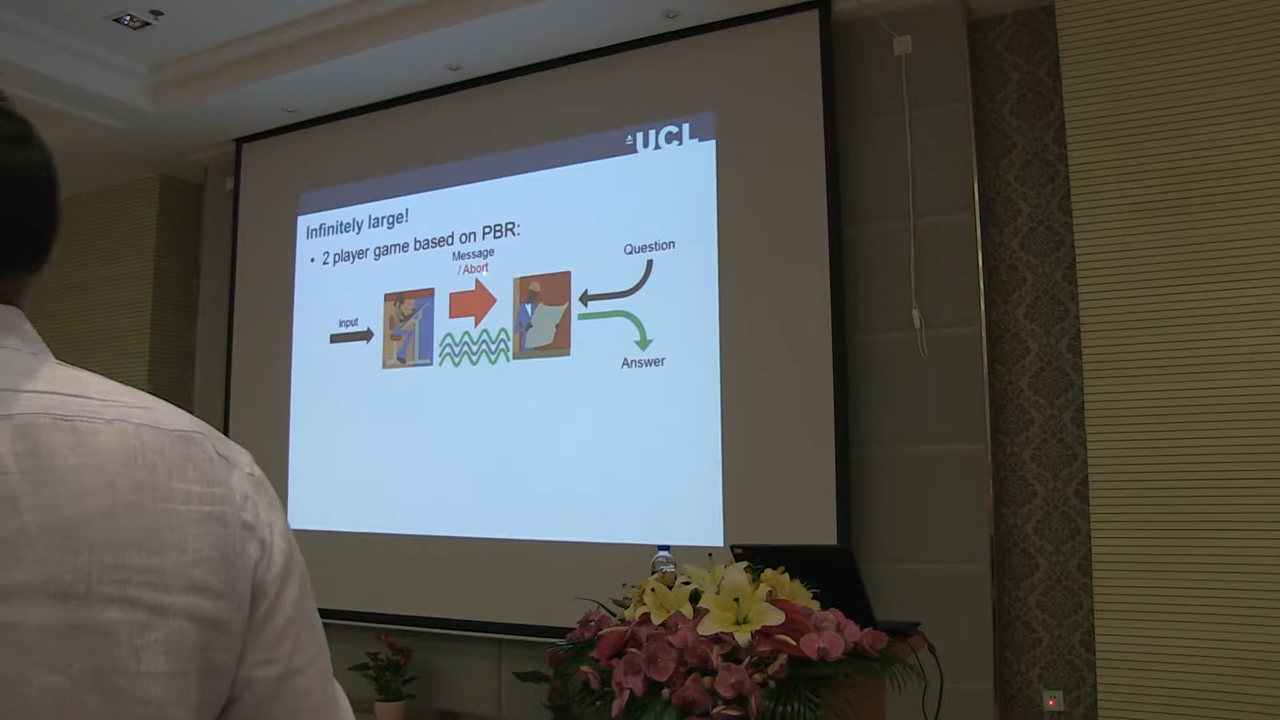 UCL
Infinitely large!
• 2 player game based on PBR:
Message
/ Abort
Question
Input
Answer